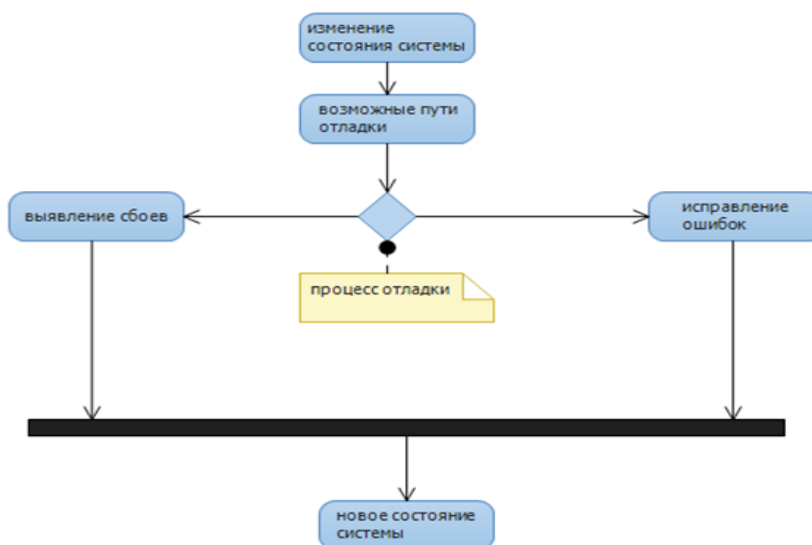 изменение
состояния системы
возможные пути
отладки
выявление сбоев
исправление
ошибок
процесс отладки
новое состояние
системы